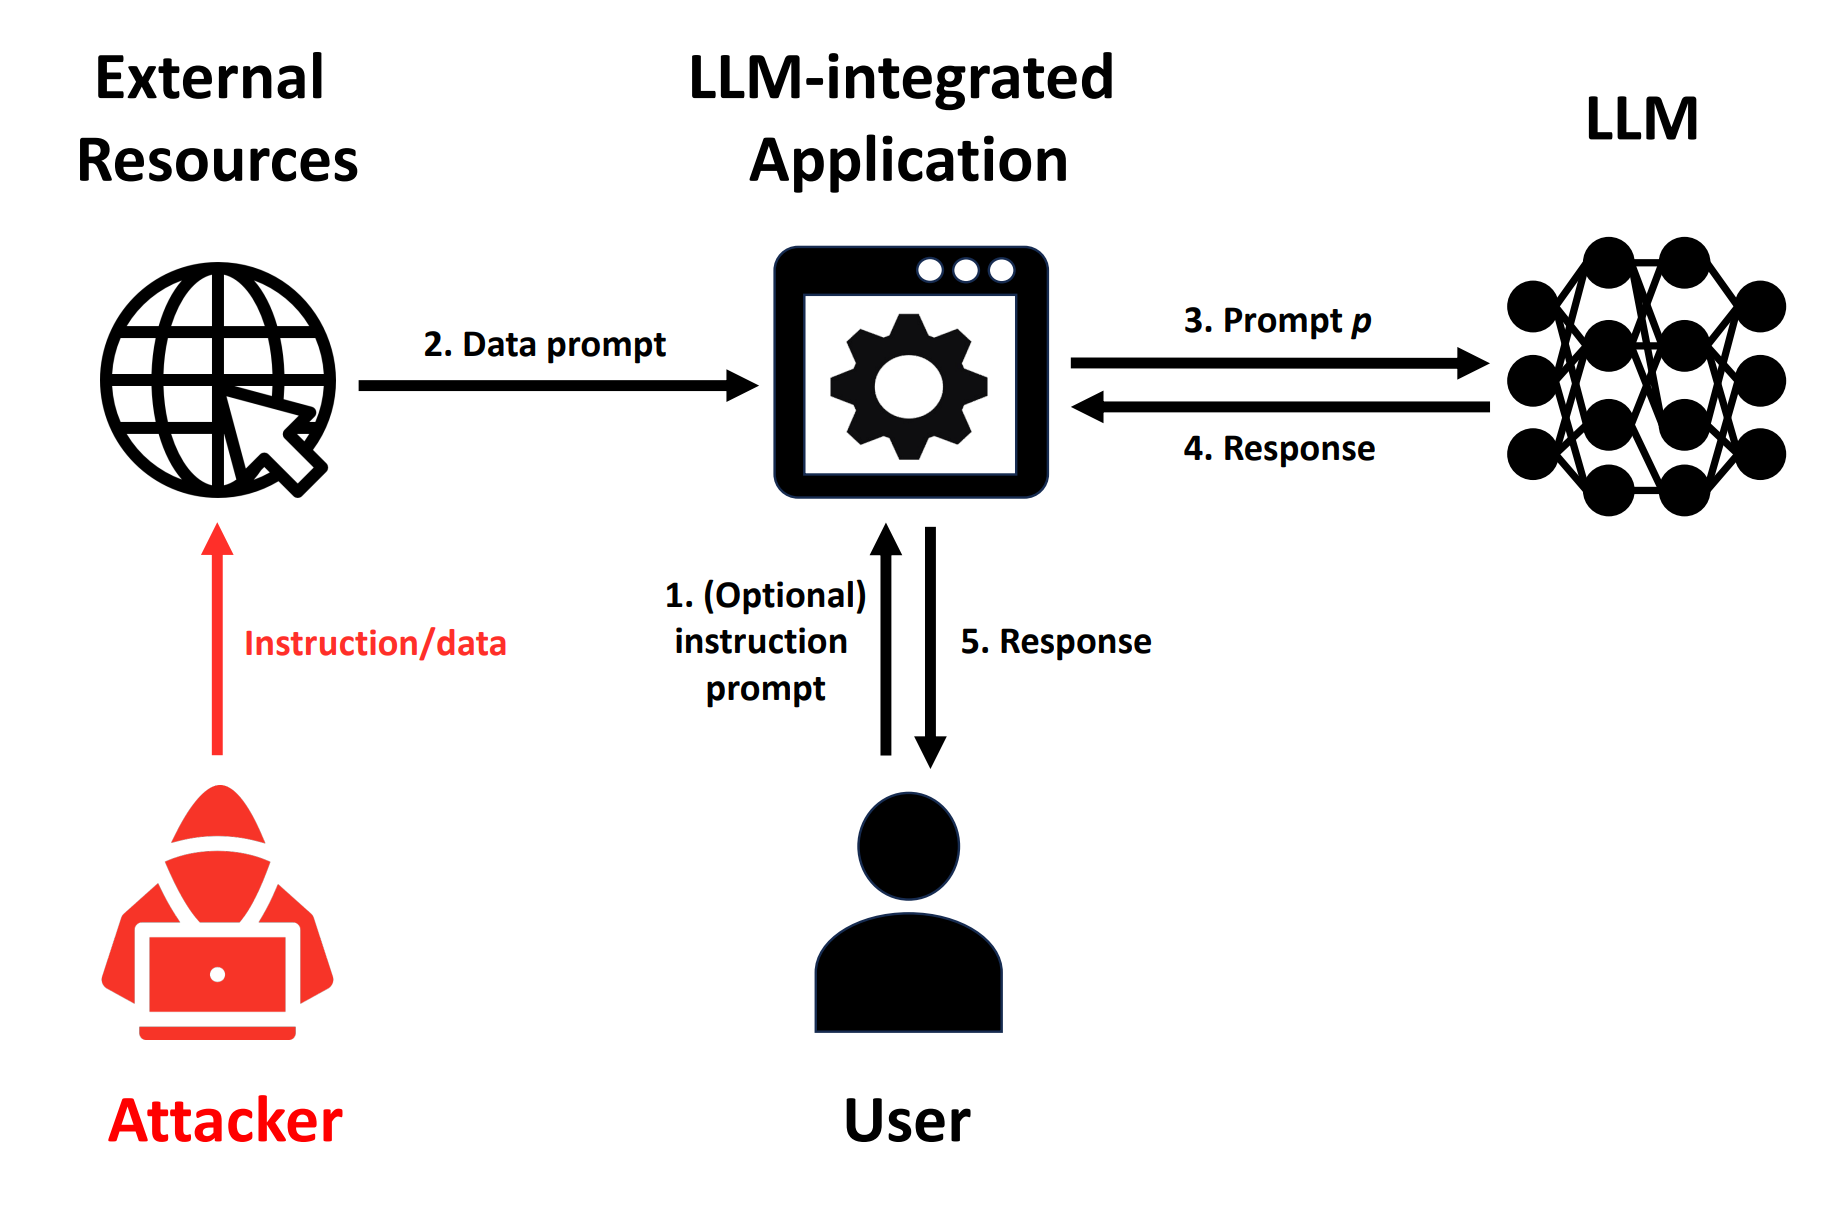 External
Resources
LLM-integrated
Application
LLM
2. Data prompt
3. Prompt p
4. Response
Instruction/data
1. (Optional)
instruction
prompt
5. Response
Attacker
User